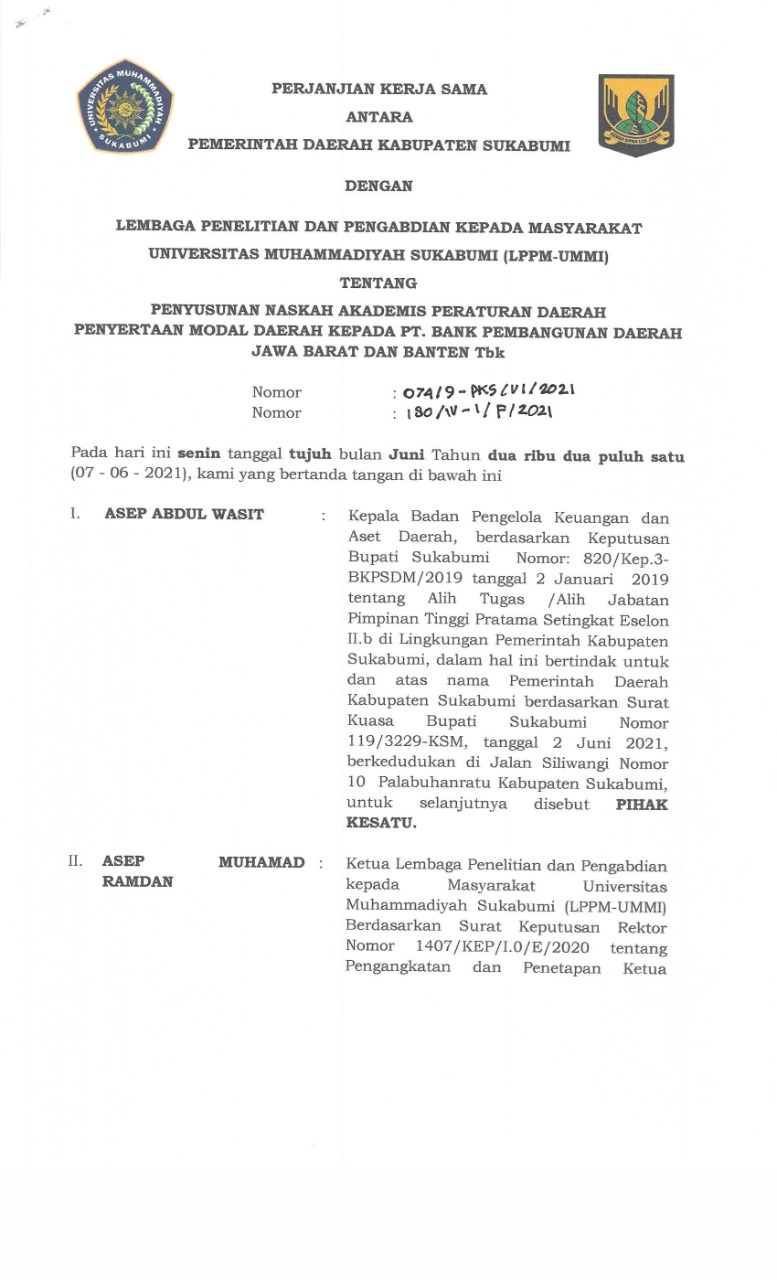 UNIVERSITAS MUHAMMADIYAH
SUKABUMI
PERJANJIAN KERJA SAMA
ANTARA
PEMERINTAH DAERAH KABUPATEN SUKABUMI
DENGAN
LEMBAGA PENELITIAN DAN PENGABDIAN KEPADA MASYARAKAT
UNIVERSITAS MUHAMMADIYAH SUKABUMI (LPPM-UMMI)
TENTANG
PENYUSUNAN NASKAH AKADEMIS PERATURAN DAERAH
PENYERTAAN MODAL DAERAH KEPADA PT. BANK PEMBANGUNAN DAERAH
JAWA BARAT DAN BANTEN Tbk
Nomor : 074/9-PKS/VI/2021
Nomor : 180/IV-1/P/2021
Pada hari ini senin tanggal tujuh bulan Juni Tahun dua ribu dua puluh satu
(07 - 06 - 2021), kami yang bertanda tangan di bawah ini
I. ASEP ABDUL WASIT : Kepala Badan Pengelola Keuangan dan
Aset Daerah, berdasarkan Keputusan
Bupati Sukabumi Nomor: 820/Kep.3-
BKPSDM/2019 tanggal 2 Januari 2019
tentang Alih Tugas /Alih Jabatan
Pimpinan Tinggi Pratama Setingkat Eselon
II.b di Lingkungan Pemerintah Kabupaten
Sukabumi, dalam hal ini bertindak untuk
dan atas nama Pemerintah Daerah
Kabupaten Sukabumi berdasarkan Surat
Kuasa Bupati Sukabumi Nomor
119/3229-KSM, tanggal 2 Juni 2021,
berkedudukan di Jalan Siliwangi Nomor
10 Palabuhanratu Kabupaten Sukabumi,
untuk selanjutnya disebut PIHAK
KESATU.
II. ASEP MUHAMAD : Ketua Lembaga Penelitian dan Pengabdian
RAMDAN kepada Masyarakat Universitas
Muhammadiyah Sukabumi (LPPM-UMMI)
Berdasarkan Surat Keputusan Rektor
Nomor 1407/KEP/I.0/E/2020 tentang
Pengangkatan dan Penetapan Ketua